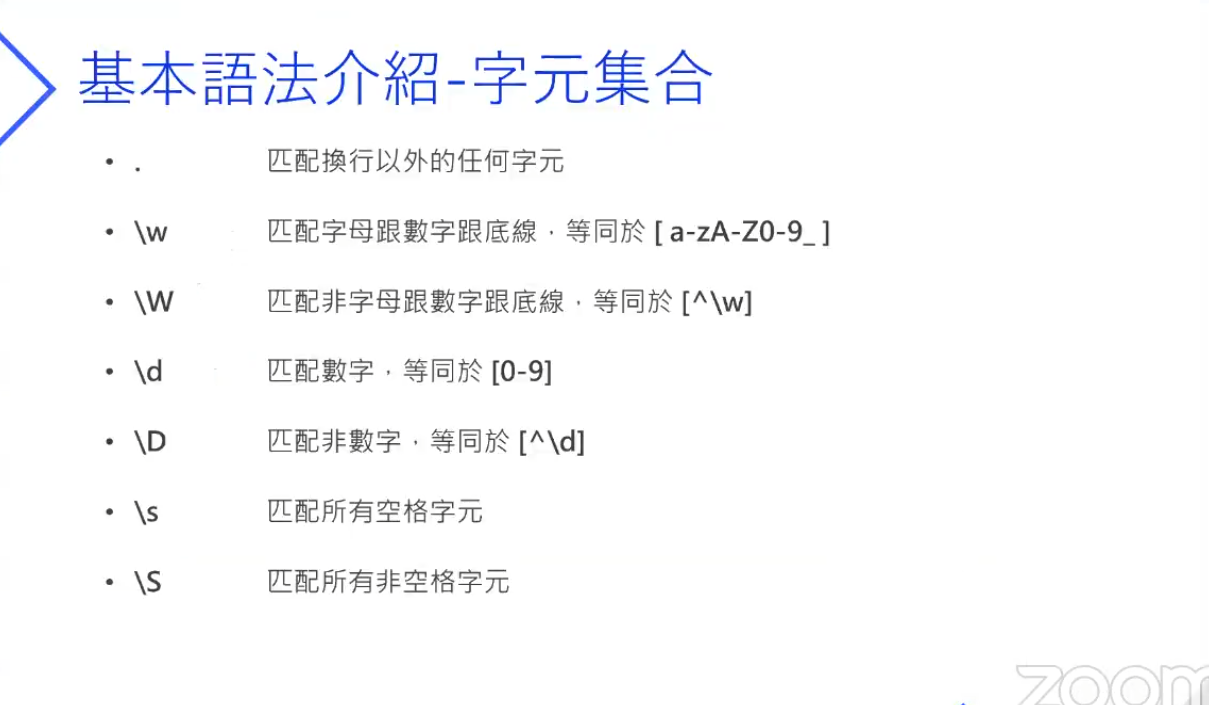 基本語法介紹-字元集合
• . 匹配換行以外的任何字元
• \w 匹配字母跟數字跟底線，等同於 [ a-zA-Z0-9_ ]
• \W 匹配非字母跟數字跟底線，等同於 [^\w]
• \d 匹配數字，等同於 [0-9]
• \D 匹配非數字，等同於 [^\d]
• \s 匹配所有空格字元
• \S 匹配所有非空格字元
zoom